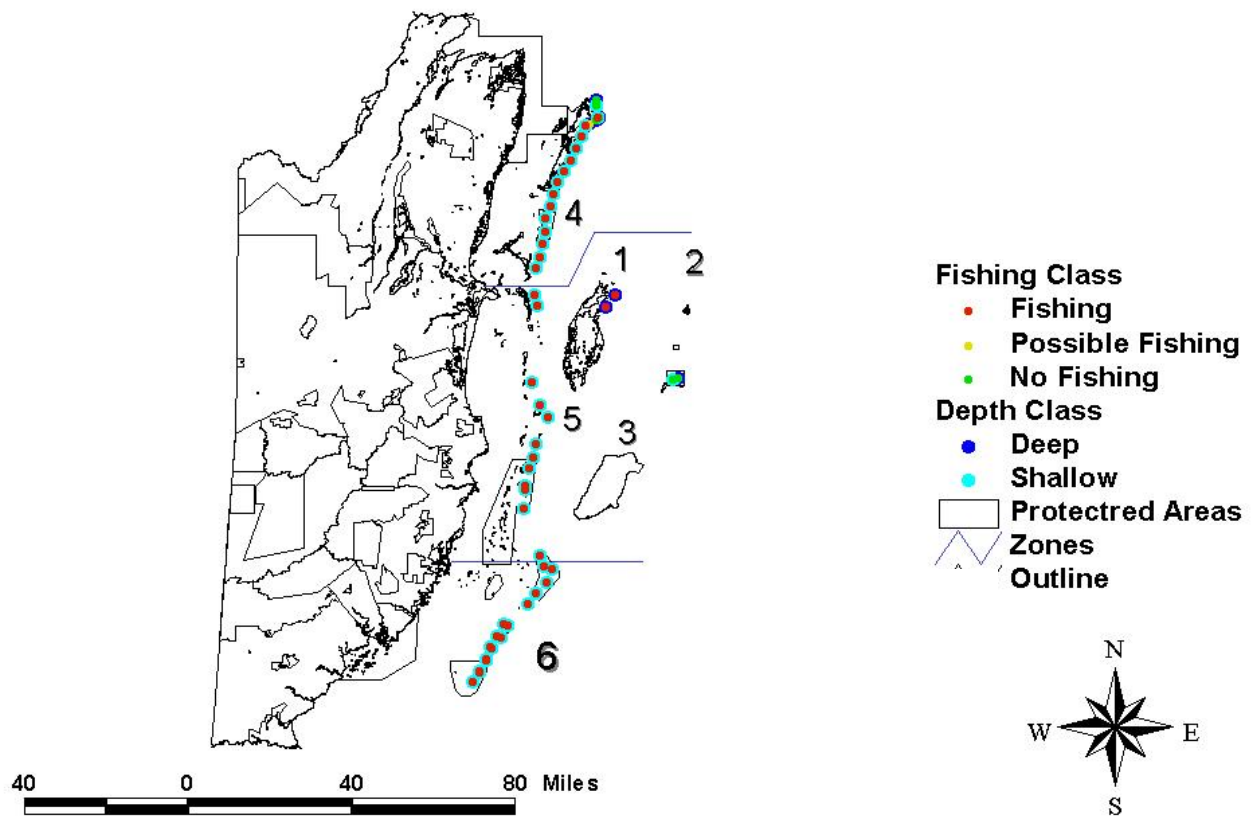 4
1
2
5
3
6
Fishing Class
Fishing
Possible Fishing
No Fishing
Depth Class
Deep
Shallow
Protectred Areas
Zones
Outline
N
W E
S
40 0 40 80 Miles